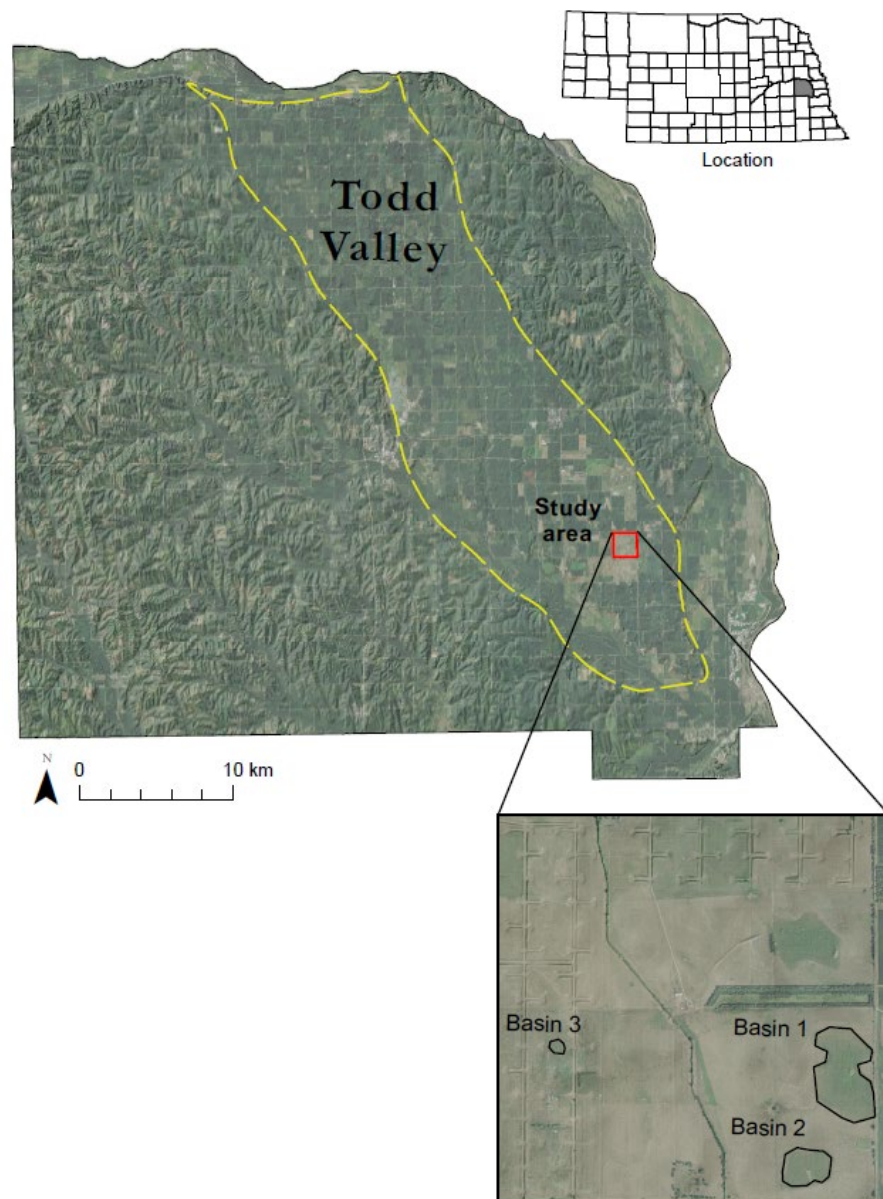 Location
Todd
Valley
Study
area
N
0 10 km
Basin 3
Basin 1
Basin 2